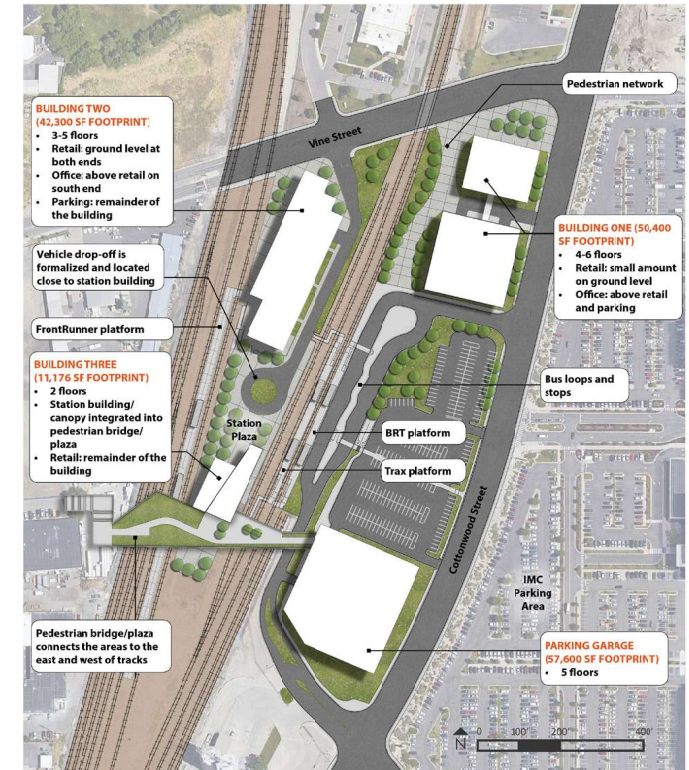 Pedestrian network
BUILDING TWO
(42,300 SF FOOTPRINT)
• 3-5 floors
• Retail: ground level at
both ends
• Office: above retail on
south end
• Parking: remainder of
the building
Vine Street
BUILDING ONE (50,400
SF FOOTPRINT)
• 4-6 floors
• Retail: small amount
on ground level
• Office: above retail
and parking
Vehicle drop-off is
formalized and located
close to station building
FrontRunner platform
BUILDING THREE
(11,176 SF FOOTPRINT)
• 2 floors
• Station building/
canopy integrated into
pedestrian bridge/
plaza
• Retail: remainder of the
building
Bus loops and
stops
Station
Plaza
BRT platform
Trax platform
Cottonwood Street
IMC
Parking
Area
Pedestrian bridge/plaza
connects the areas to the
east and west of tracks
PARKING GARAGE
(57,600 SF FOOTPRINT)
• 5 floors
N
0 100' 200' 400'